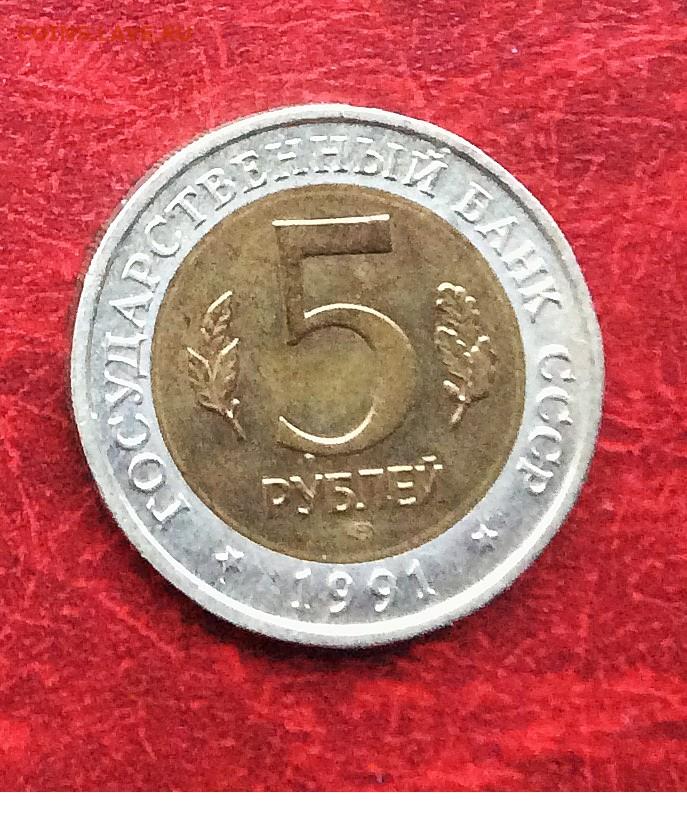 COINS.LAVE.RU
ГОСУДАРСТВЕННЫЙ БАНК СССР
5
РУБЛЕЙ
1991